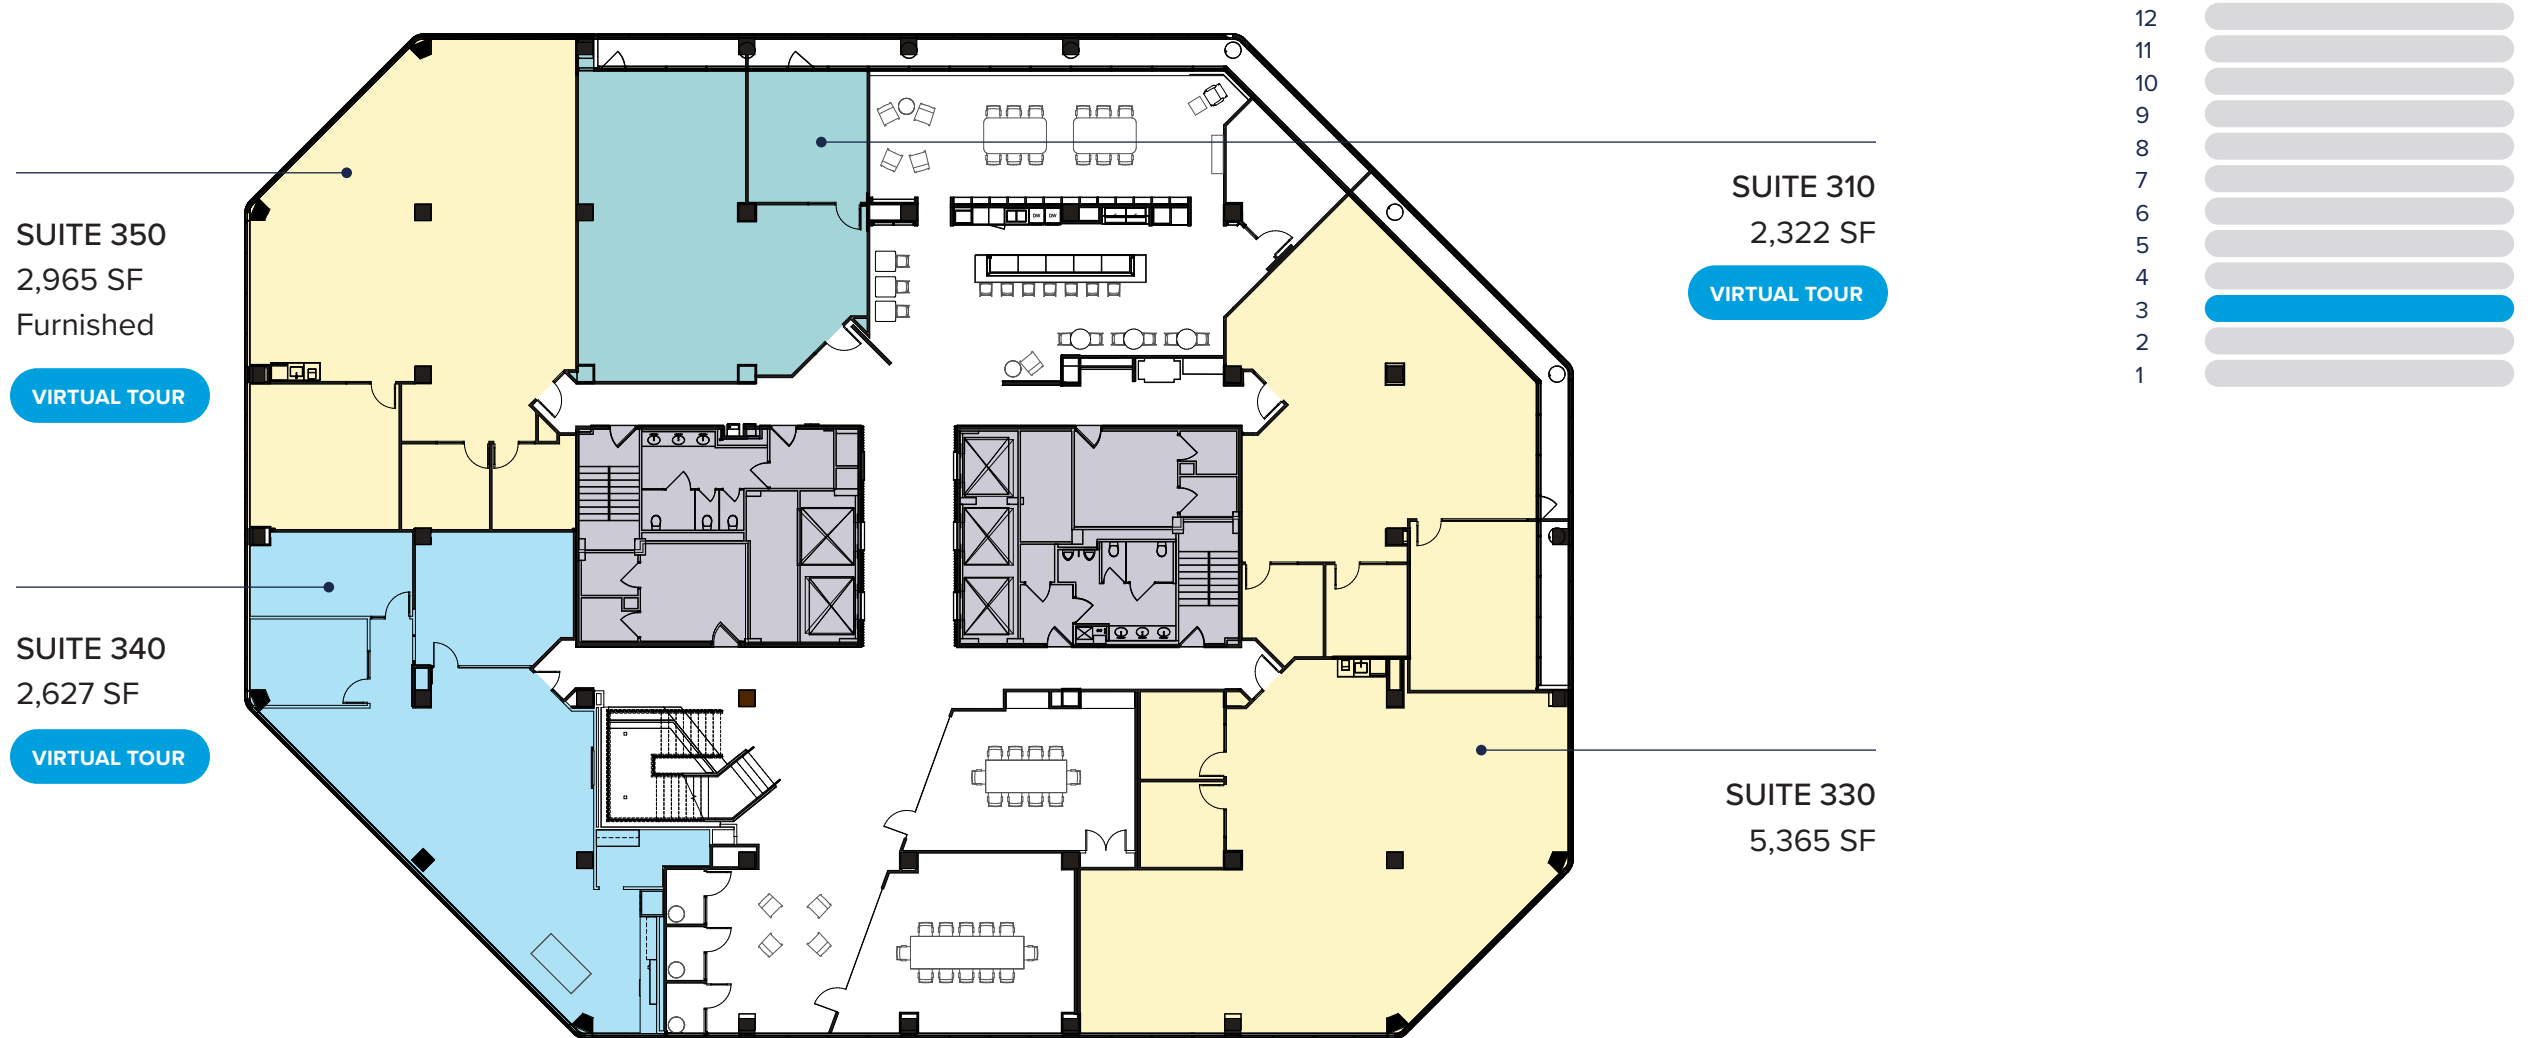 SUITE 350
2,965 SF
Furnished
VIRTUAL TOUR
SUITE 340
2,627 SF
VIRTUAL TOUR
DW DW
SUITE 310
2,322 SF
VIRTUAL TOUR
SUITE 330
5,365 SF
12
11
10
9
8
7
6
5
4
3
2
1